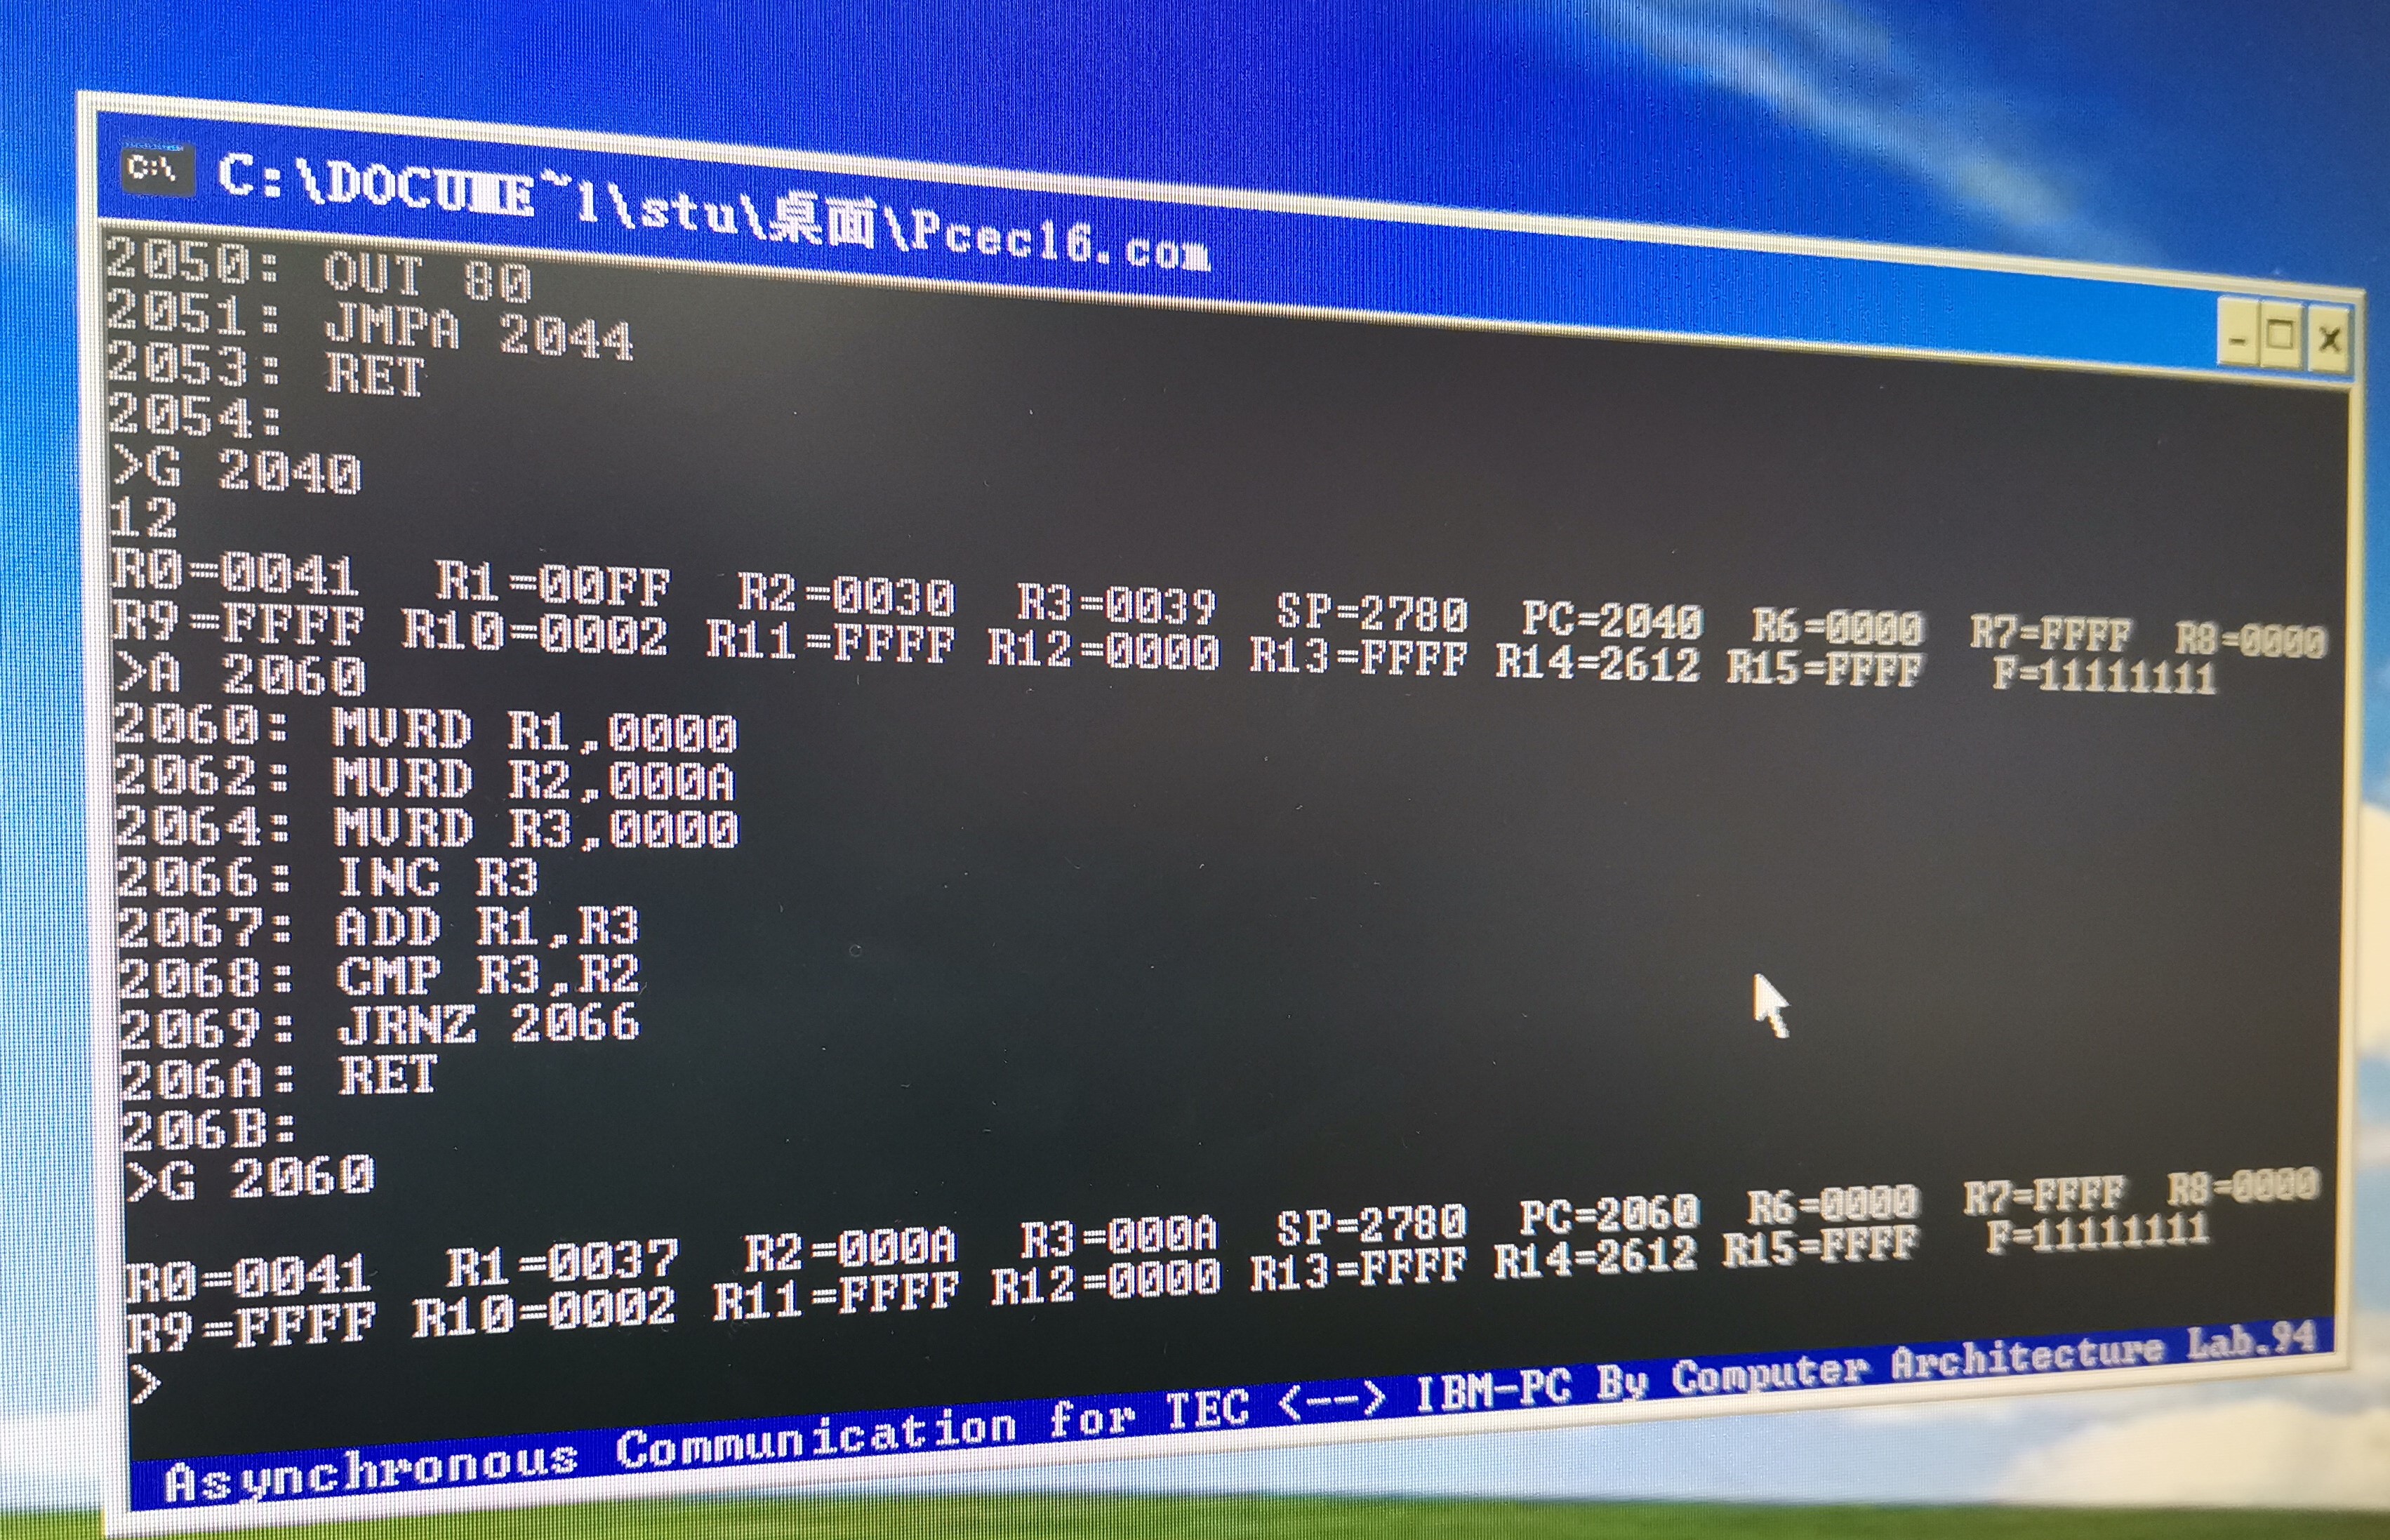 C:\DOCUME~1\stu\桌面\Pcec16.com
2050: OUT 80
2051: JMPA 2044
2053: RET
2054:
>G 2040
12
R0=0041 R1=00FF R2=0030 R3=0039 SP=2780 PC=2040 R6=0000 R7=FFFF R8=0000
R9=FFFF R10=0002 R11=FFFF R12=0000 R13=FFFF R14=2612 R15=FFFF F=11111111
>A 2060
2060: MVRD R1,0000
2062: MVRD R2,000A
2064: MVRD R3,0000
2066: INC R3
2067: ADD R1,R3
2068: CMP R3,R2
2069: JRNZ 2066
206A: RET
206B:
>G 2060
R0=0041 R1=0037 R2=000A R3=000A SP=2780 PC=2060 R6=0000 R7=FFFF R8=0000
R9=FFFF R10=0002 R11=FFFF R12=0000 R13=FFFF R14=2612 R15=FFFF F=11111111
>
Asynchronous Communication for TEC <--> IBM-PC By Computer Architecture Lab.94